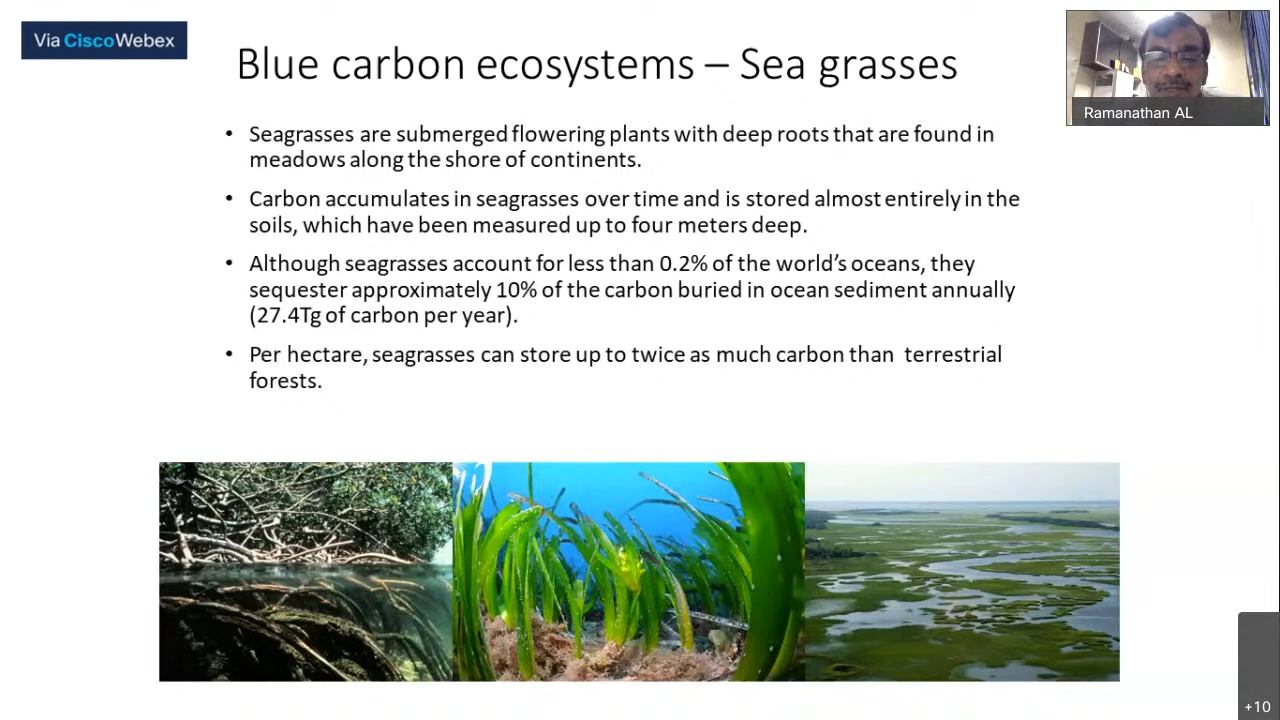 Via Cisco Webex
Blue carbon ecosystems – Sea grasses
Ramanathan AL
• Seagrasses are submerged flowering plants with deep roots that are found in
meadows along the shore of continents.
• Carbon accumulates in seagrasses over time and is stored almost entirely in the
soils, which have been measured up to four meters deep.
• Although seagrasses account for less than 0.2% of the world’s oceans, they
sequester approximately 10% of the carbon buried in ocean sediment annually
(27.4Tg of carbon per year).
• Per hectare, seagrasses can store up to twice as much carbon than terrestrial
forests.
+10